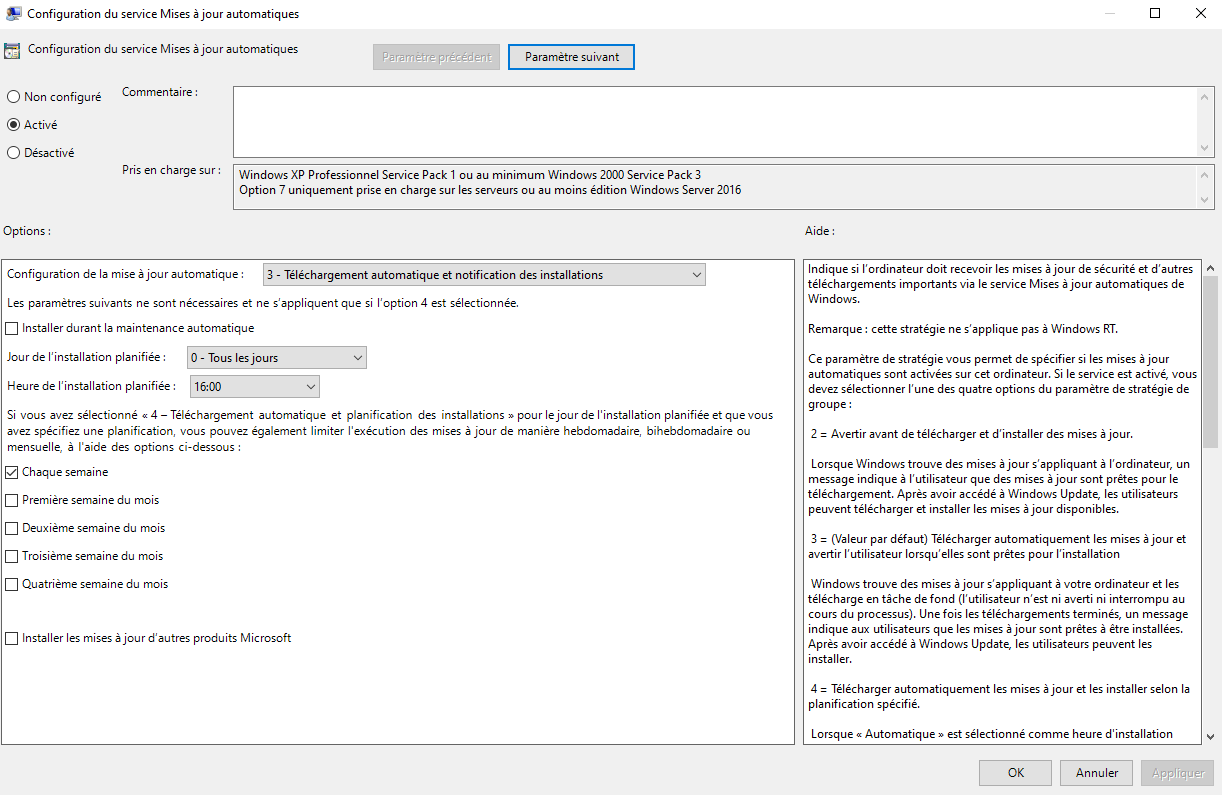 Configuration du service Mises à jour automatiques
Configuration du service Mises à jour automatiques
Paramètre précédent
Paramètre suivant
Non configuré
Activé
Désactivé
Commentaire :
Pris en charge sur :
Windows XP Professionnel Service Pack 1 ou au minimum Windows 2000 Service Pack 3
Option 7 uniquement prise en charge sur les serveurs ou au moins édition Windows Server 2016
Options :
Configuration de la mise à jour automatique :
3 - Téléchargement automatique et notification des installations
Les paramètres suivants ne sont nécessaires et ne s’appliquent que si l’option 4 est sélectionnée.
Installer durant la maintenance automatique
Jour de l’installation planifiée :
0 - Tous les jours
Heure de l’installation planifiée :
16:00
Si vous avez sélectionné « 4 – Téléchargement automatique et planification des installations » pour le jour de l’installation planifiée et que vous
avez spécifiez une planification, vous pouvez également limiter l’exécution des mises à jour de manière hebdomadaire, bihebdomadaire ou
mensuelle, à l’aide des options ci-dessous :
Chaque semaine
Première semaine du mois
Deuxième semaine du mois
Troisième semaine du mois
Quatrième semaine du mois
Installer les mises à jour d’autres produits Microsoft
Aide :
Indique si l’ordinateur doit recevoir les mises à jour de sécurité et d’autres
téléchargements importants via le service Mises à jour automatiques de
Windows.
Remarque : cette stratégie ne s’applique pas à Windows RT.
Ce paramètre de stratégie vous permet de spécifier si les mises à jour
automatiques sont activées sur cet ordinateur. Si le service est activé, vous
devez sélectionner l’une des quatre options du paramètre de stratégie de
groupe :
2 = Avertir avant de télécharger et d’installer des mises à jour.
Lorsque Windows trouve des mises à jour s’appliquant à l’ordinateur, un
message indique à l’utilisateur que des mises à jour sont prêtes pour le
téléchargement. Après avoir accédé à Windows Update, les utilisateurs
peuvent télécharger et installer les mises à jour disponibles.
3 = (Valeur par défaut) Télécharger automatiquement les mises à jour et
avertir l’utilisateur lorsqu’elles sont prêtes pour l’installation
Windows trouve des mises à jour s’appliquant à votre ordinateur et les
télécharge en tâche de fond (l’utilisateur n’est ni averti ni interrompu au
cours du processus). Une fois les téléchargements terminés, un message
indique aux utilisateurs que les mises à jour sont prêtes à être installées.
Après avoir accédé à Windows Update, les utilisateurs peuvent les
installer.
4 = Télécharger automatiquement les mises à jour et les installer selon la
planification spécifié.
Lorsque « Automatique » est sélectionné comme heure d’installation
OK
Annuler
Appliquer